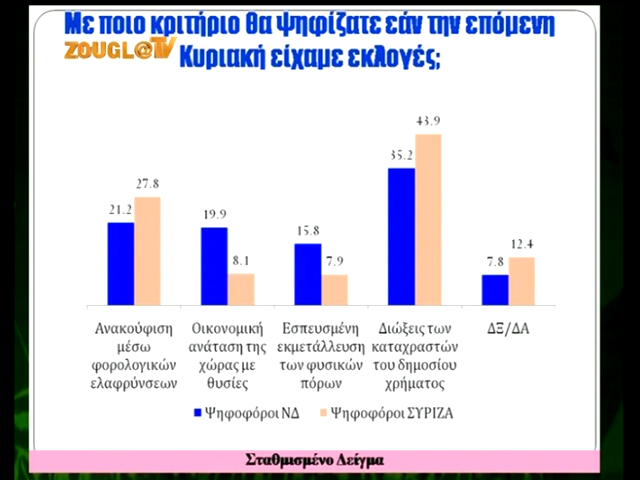 Με ποιο κριτήριο θα ψηφίζατε εάν την επόμενη
ZOUGL@TV
Κυριακή είχαμε εκλογές;
43.9
35.2
27.8
21.2
19.9
15.8
12.4
8.1
7.9
7.8
Ανακούφιση
μέσω
φορολογικών
ελαφρύνσεων
Οικονομική
ανάταση της
χώρας με
θυσίες
Εσπευσμένη
εκμετάλλευση
των φυσικών
πόρων
Διώξεις των
καταχραστών
του δημοσίου
χρήματος
ΔΞ/ΔΑ
Ψηφοφόροι ΝΔ
Ψηφοφόροι ΣΥΡΙΖΑ
Σταθμισμένο Δείγμα